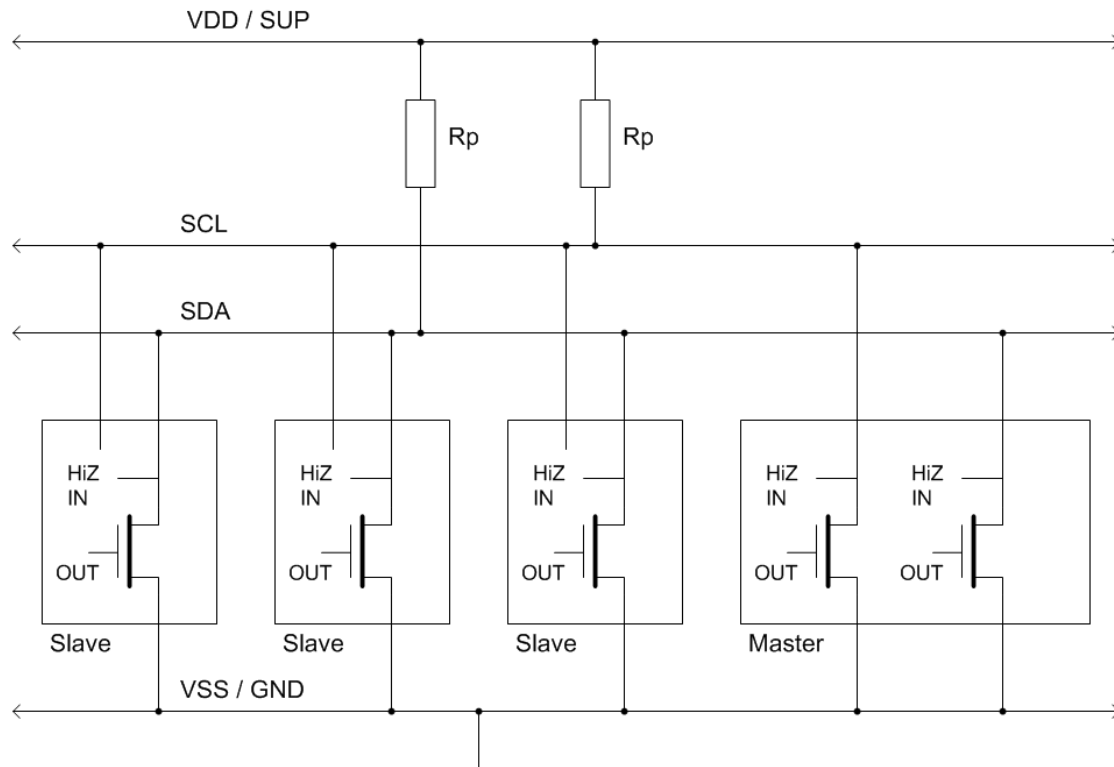 VDD / SUP
Rp
Rp
SCL
SDA
HiZ
IN
OUT
Slave
HiZ
IN
OUT
Slave
HiZ
IN
OUT
Slave
HiZ
IN
OUT
HiZ
IN
OUT
Master
VSS / GND